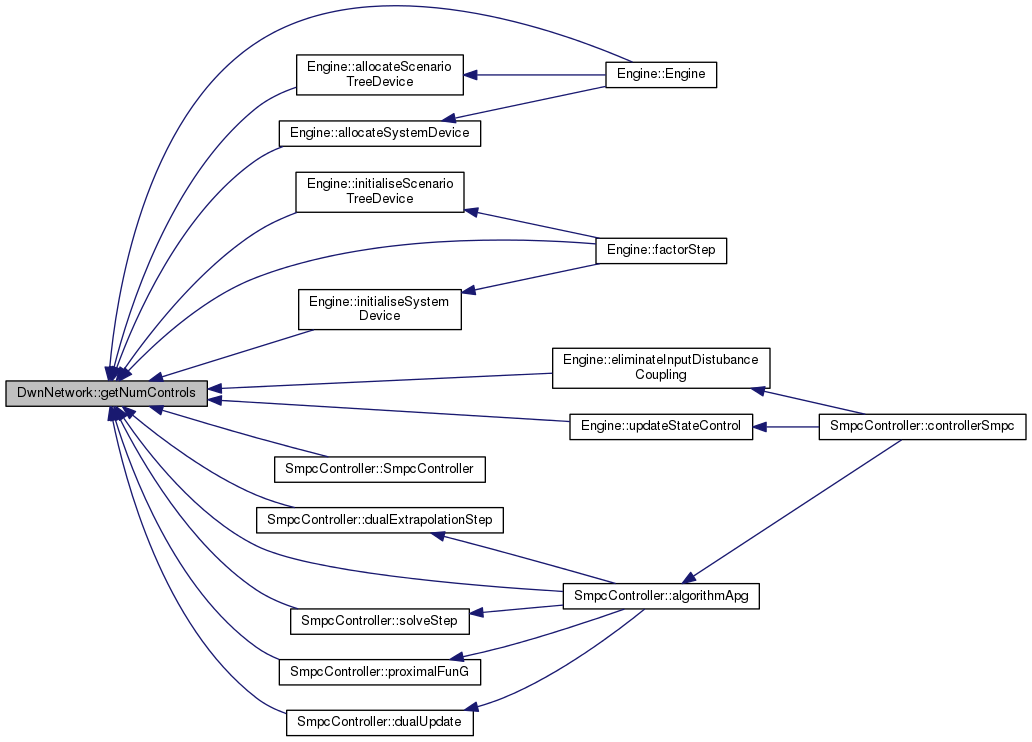 Engine::allocateScenario
TreeDevice
Engine::Engine
Engine::allocateSystemDevice
Engine::initialiseScenario
TreeDevice
Engine::factorStep
Engine::initialiseSystem
Device
Engine::eliminateInputDistubance
Coupling
DwnNetwork::getNumControls
Engine::updateStateControl
SmpcController::controllerSmpc
SmpcController::SmpcController
SmpcController::dualExtrapolationStep
SmpcController::algorithmApg
SmpcController::solveStep
SmpcController::proximalFunG
SmpcController::dualUpdate